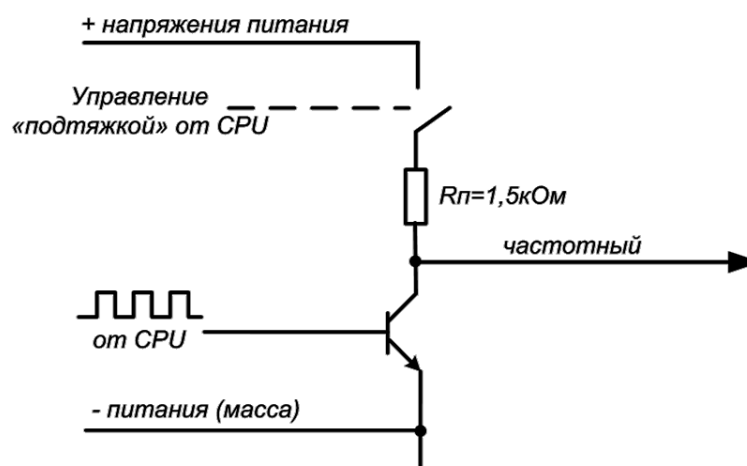 + напряжения питания
Управление
«подтяжкой» от CPU
Rп=1,5кОм
частотный
от CPU
- питания (масса)